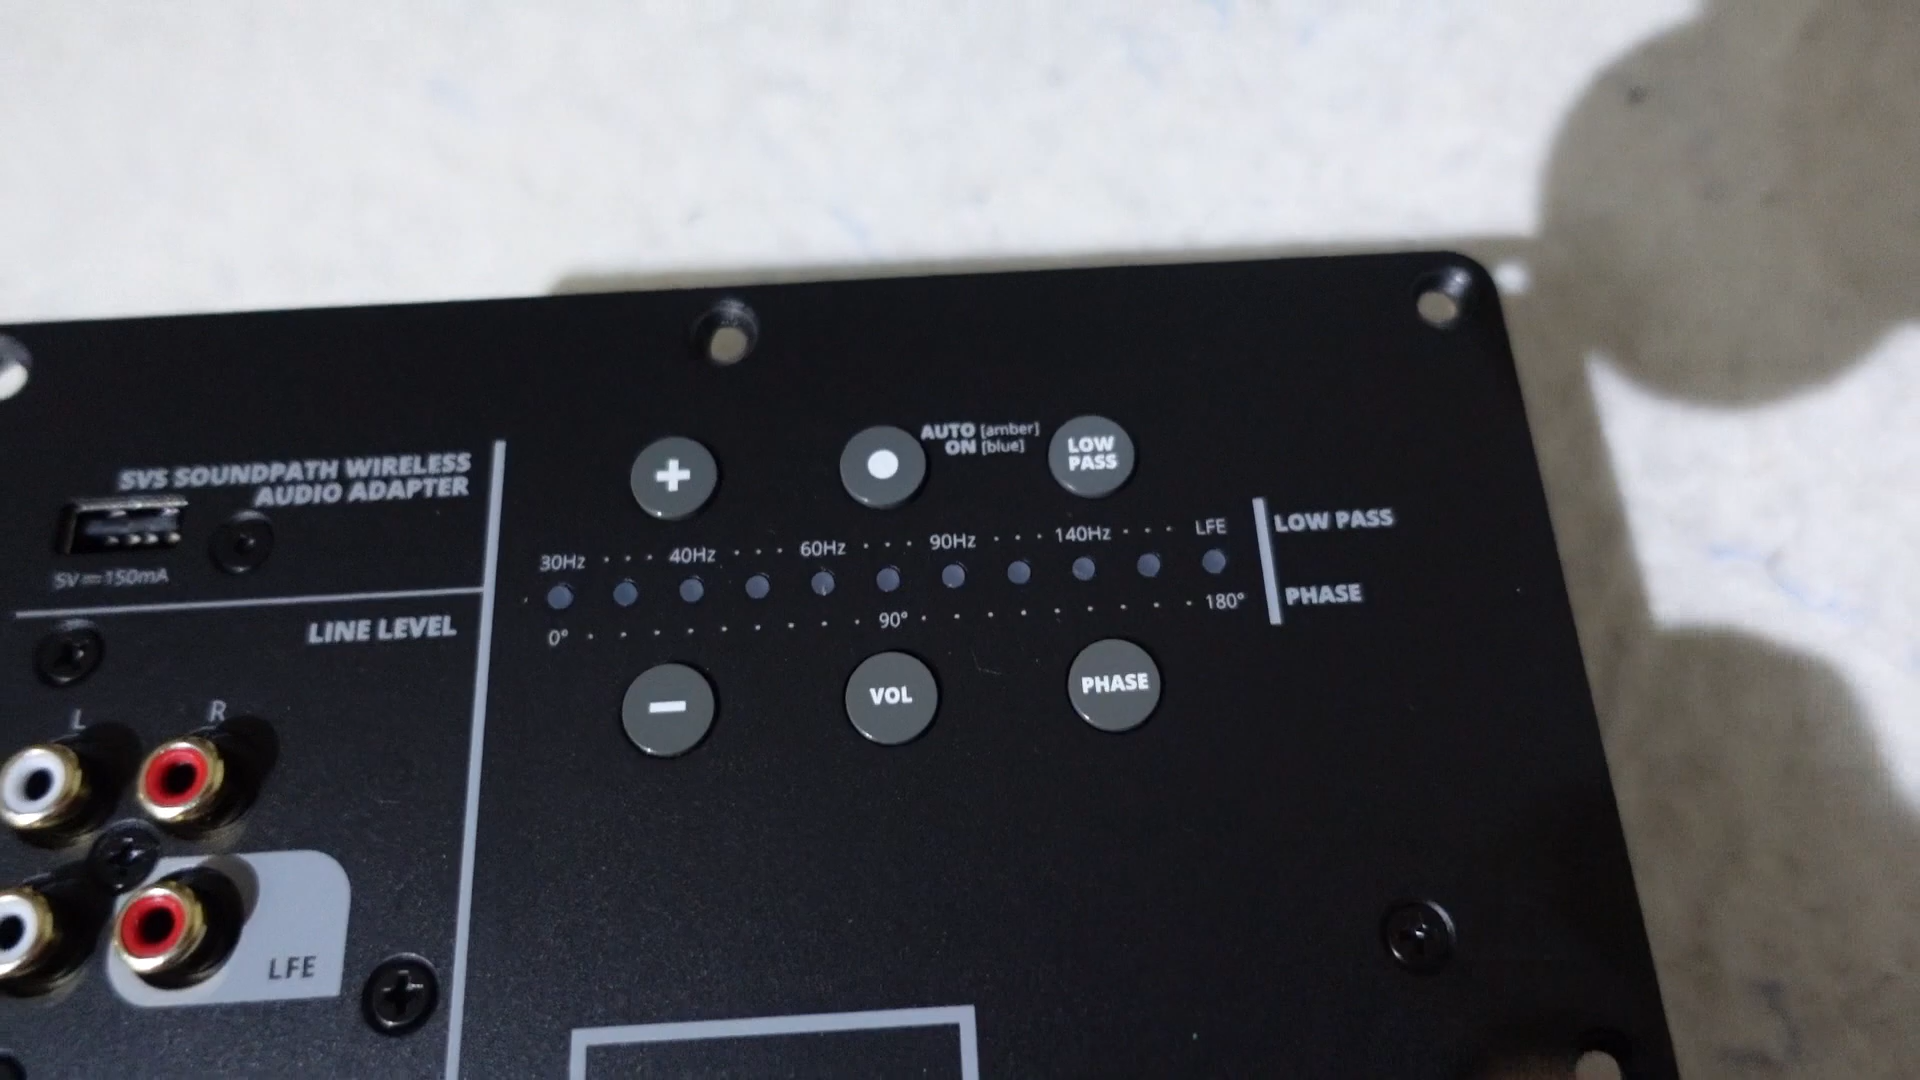 SVS SOUNDPATH WIRELESS
AUDIO ADAPTER
5V⎓150mA
LINE LEVEL
L
R
LFE
+
AUTO [amber]
ON [blue]
LOW
PASS
30Hz · · · 40Hz · · · 60Hz · · · 90Hz · · · 140Hz · · · LFE
LOW PASS
0° · · · · · · · · · 90° · · · · · · · · · 180°
PHASE
−
VOL
PHASE